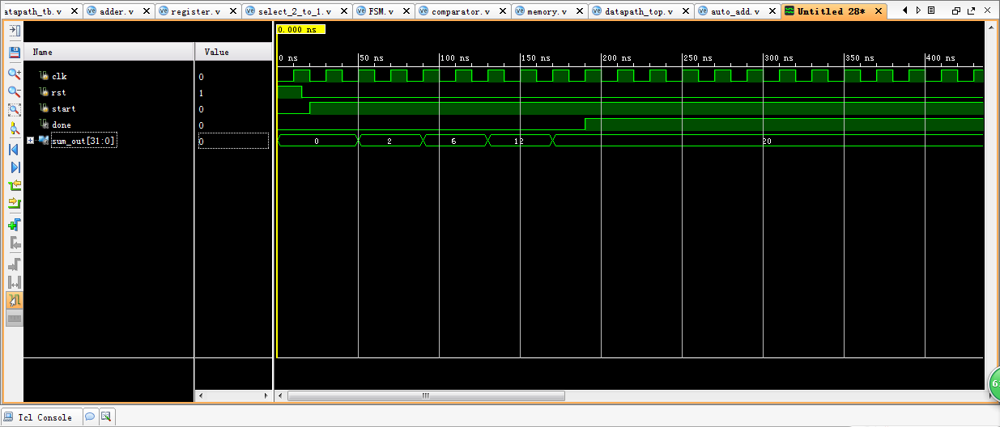 atapath_tb.v adder.v register.v select_2_to_1.v FSM.v comparator.v memory.v datapath_top.v auto_add.v Untitled 28*
0.000 ns
Name Value
0 ns 50 ns 100 ns 150 ns 200 ns 250 ns 300 ns 350 ns 400 ns
clk 0
rst 1
start 0
done 0
sum_out[31:0] 0 0 2 6 12 20
Tcl Console